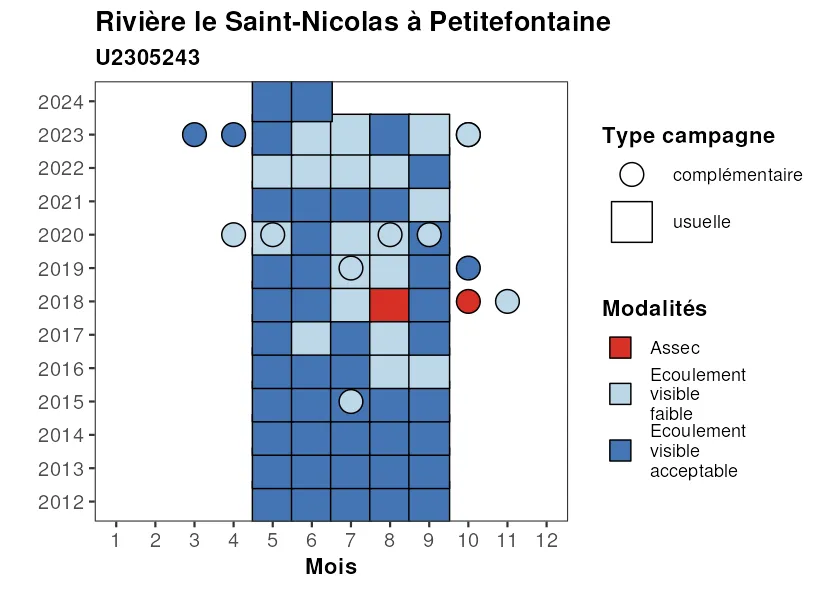 Rivière le Saint-Nicolas à Petitefontaine
U2305243
2024
2023
2022
2021
2020
2019
2018
2017
2016
2015
2014
2013
2012
1 2 3 4 5 6 7 8 9 10 11 12
Mois
Type campagne
complémentaire
usuelle
Modalités
Assec
Ecoulement
visible
faible
Ecoulement
visible
acceptable